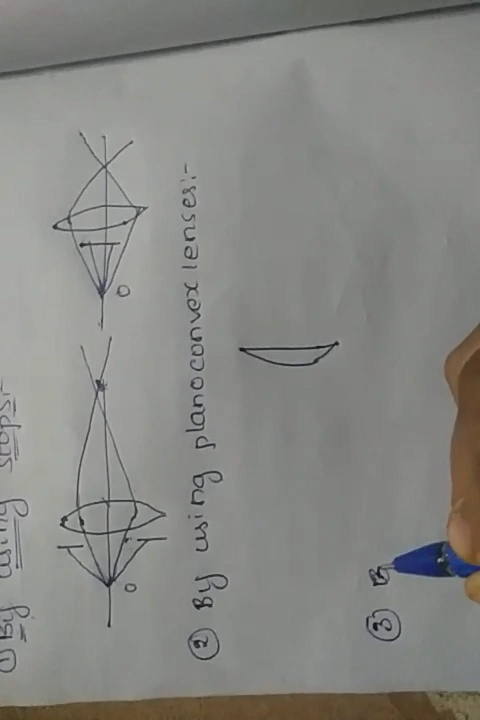 ① By using stops:-
O
O
② By using planoconvex lenses:-
③ B